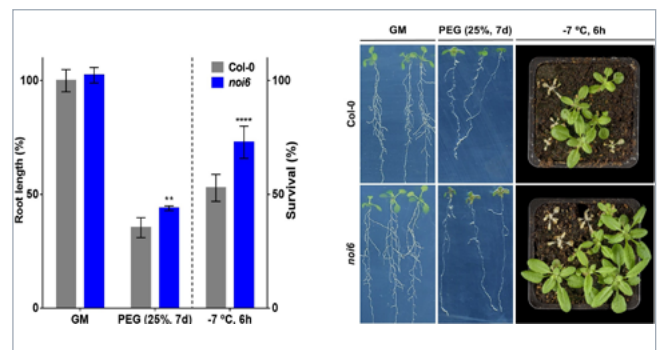 Root length (%)
100
50
0
Col-0
noi6
**
****
100
50
0
Survival (%)
GM
PEG (25%, 7d)
-7 ºC, 6h
GM
PEG (25%, 7d)
-7 ºC, 6h
Col-0
noi6